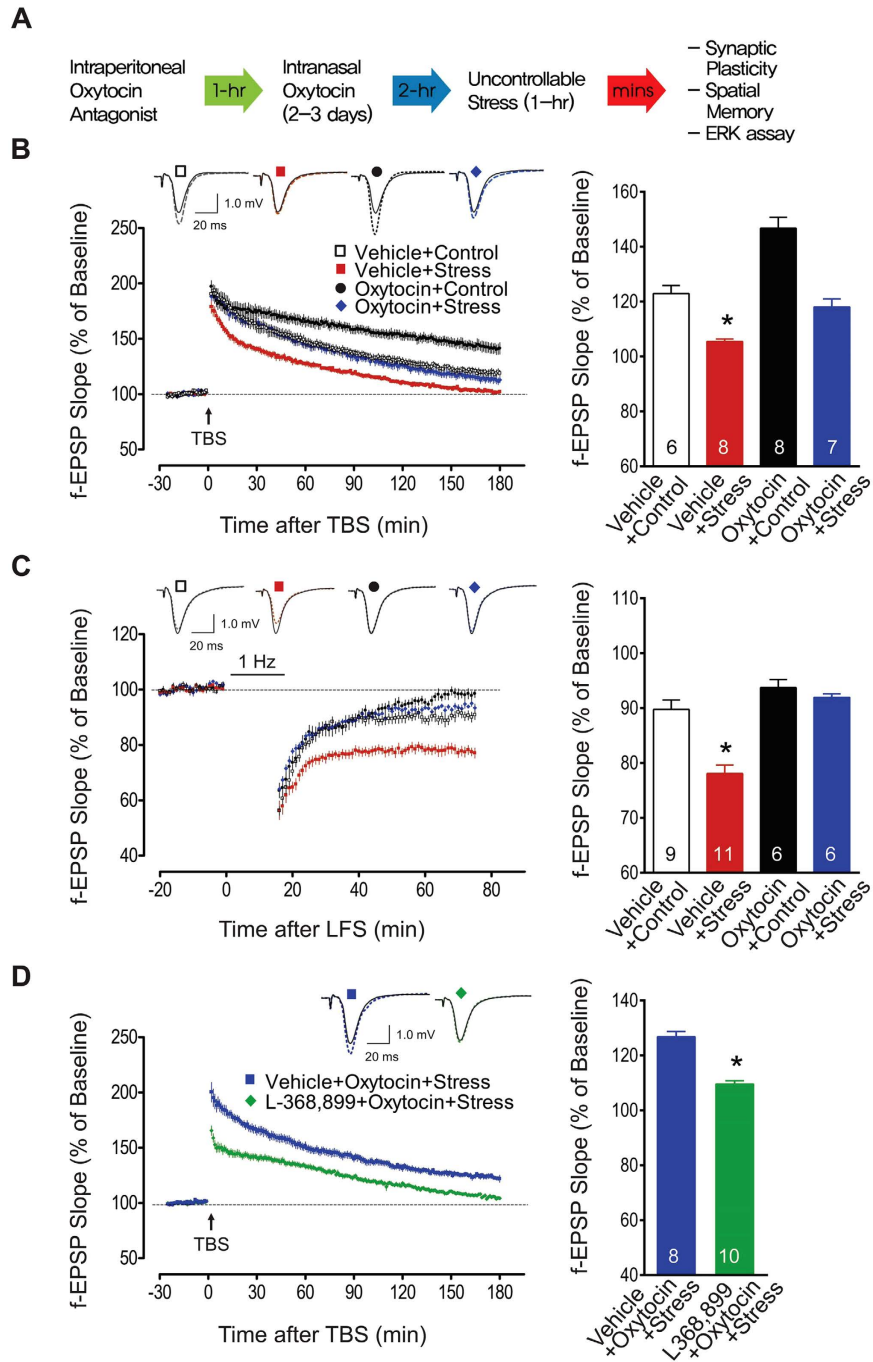 A
Intraperitoneal
Oxytocin
Antagonist
1-hr
Intranasal
Oxytocin
(2–3 days)
2-hr
Uncontrollable
Stress (1–hr)
mins
– Synaptic
Plasticity
– Spatial
Memory
– ERK assay
B
1.0 mV
20 ms
Vehicle+Control
Vehicle+Stress
Oxytocin+Control
Oxytocin+Stress
f-EPSP Slope (% of Baseline)
250
200
150
100
50
TBS
-30 0 30 60 90 120 150 180
Time after TBS (min)
f-EPSP Slope (% of Baseline)
160
140
120
100
80
60
*
6 8 8 7
Vehicle
+Control
Vehicle
+Stress
Oxytocin
+Control
Oxytocin
+Stress
C
1.0 mV
20 ms
1 Hz
f-EPSP Slope (% of Baseline)
120
100
80
60
40
-20 0 20 40 60 80
Time after LFS (min)
f-EPSP Slope (% of Baseline)
110
100
90
80
70
60
*
9 11 6 6
Vehicle
+Control
Vehicle
+Stress
Oxytocin
+Control
Oxytocin
+Stress
D
1.0 mV
20 ms
Vehicle+Oxytocin+Stress
L-368,899+Oxytocin+Stress
f-EPSP Slope (% of Baseline)
250
200
150
100
50
TBS
-30 0 30 60 90 120 150 180
Time after TBS (min)
f-EPSP Slope (% of Baseline)
140
120
100
80
60
40
*
8 10
Vehicle
+Oxytocin
+Stress
L368,899
+Oxytocin
+Stress